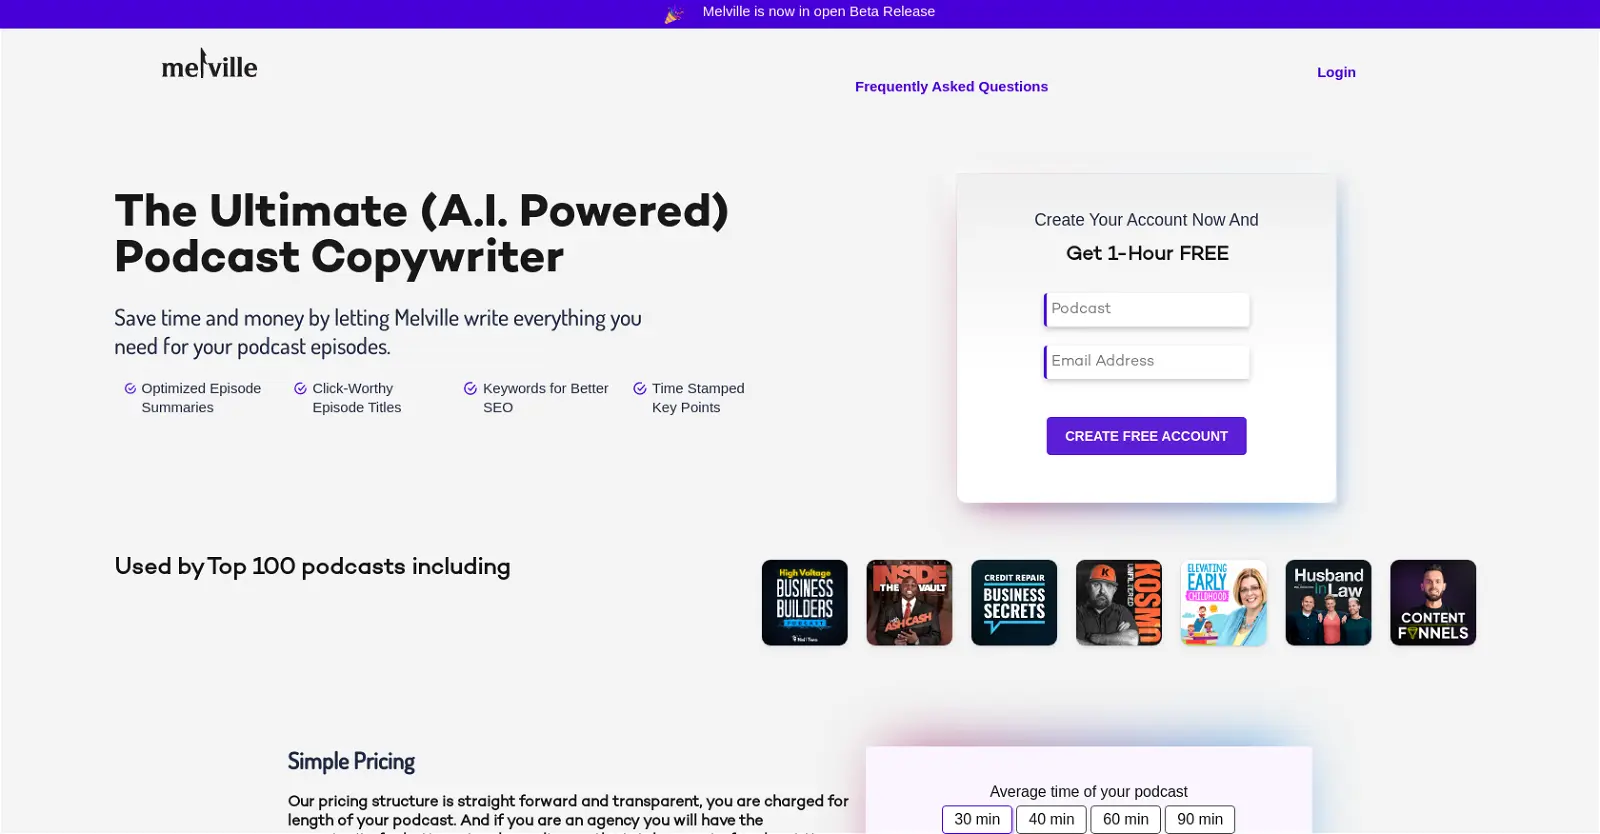 Melville is now in open Beta Release
melville
Frequently Asked Questions
Login
The Ultimate (A.I. Powered)
Podcast Copywriter
Save time and money by letting Melville write everything you
need for your podcast episodes.
Optimized Episode
Summaries
Click-Worthy
Episode Titles
Keywords for Better
SEO
Time Stamped
Key Points
Create Your Account Now And
Get 1-Hour FREE
Podcast
Email Address
CREATE FREE ACCOUNT
Used by Top 100 podcasts including
High Voltage
BUSINESS
BUILDERS
PODCAST
INSIDE
THE VAULT
ASH CASH
CREDIT REPAIR
BUSINESS
SECRETS
UNFILTERED
KOSMO
ELEVATING
EARLY
CHILDHOOD
Husband
In Law
CONTENT
FUNNELS
Simple Pricing
Our pricing structure is straight forward and transparent, you are charged for
length of your podcast. And if you are an agency you will have the
Average time of your podcast
30 min
40 min
60 min
90 min